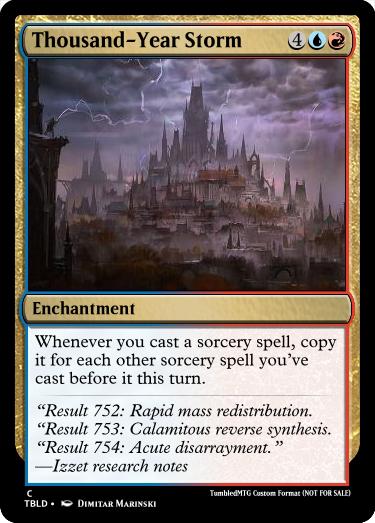 Thousand-Year Storm 4
Enchantment
Whenever you cast a sorcery spell, copy
it for each other sorcery spell you've
cast before it this turn.
"Result 752: Rapid mass redistribution.
"Result 753: Calamitous reverse synthesis.
"Result 754: Acute disarrayment."
—Izzet research notes
C
TBLD • Dimitar Marinski
TumbledMTG Custom Format (NOT FOR SALE)